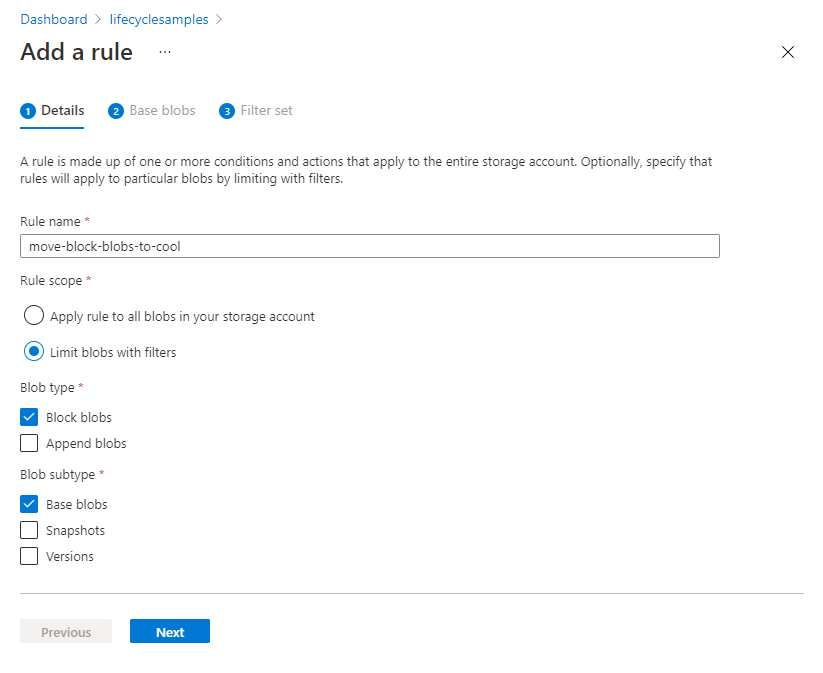 Dashboard > lifecyclesamples >
Add a rule ...
1 Details 2 Base blobs 3 Filter set
A rule is made up of one or more conditions and actions that apply to the entire storage account. Optionally, specify that
rules will apply to particular blobs by limiting with filters.
Rule name *
move-block-blobs-to-cool
Rule scope *
Apply rule to all blobs in your storage account
Limit blobs with filters
Blob type *
Block blobs
Append blobs
Blob subtype *
Base blobs
Snapshots
Versions
Previous Next